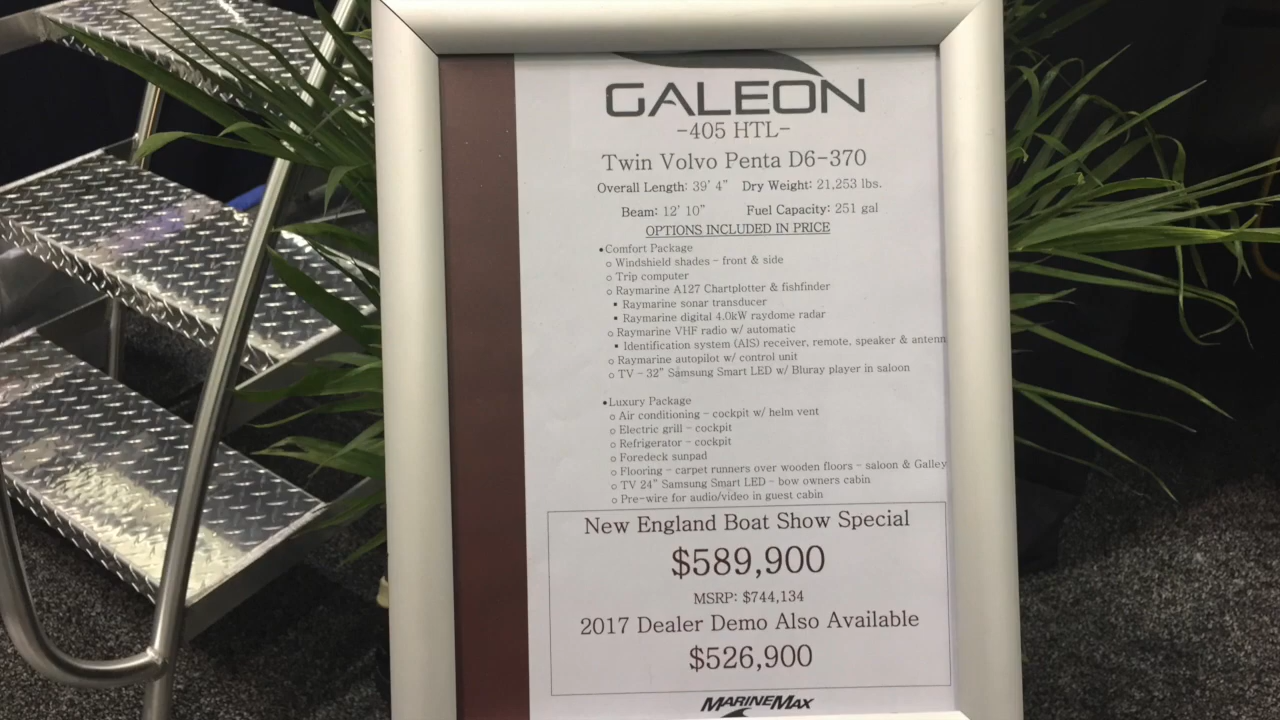 GALEON
-405 HTL-
Twin Volvo Penta D6-370
Overall Length: 39' 4" Dry Weight: 21,253 lbs.
Beam: 12' 10" Fuel Capacity: 251 gal
OPTIONS INCLUDED IN PRICE
•Comfort Package
o Windshield shades - front & side
o Trip computer
o Raymarine A127 Chartplotter & fishfinder
▪ Raymarine sonar transducer
▪ Raymarine digital 4.0kW raydome radar
o Raymarine VHF radio w/ automatic
▪ Identification system (AIS) receiver, remote, speaker & antenn
o Raymarine autopilot w/ control unit
o TV - 32" Samsung Smart LED w/ Bluray player in saloon
•Luxury Package
o Air conditioning - cockpit w/ helm vent
o Electric grill - cockpit
o Refrigerator - cockpit
o Foredeck sunpad
o Flooring - carpet runners over wooden floors - saloon & Galley
o TV 24" Samsung Smart LED - bow owners cabin
o Pre-wire for audio/video in guest cabin
New England Boat Show Special
$589,900
MSRP: $744,134
2017 Dealer Demo Also Available
$526,900
MARINEMAX